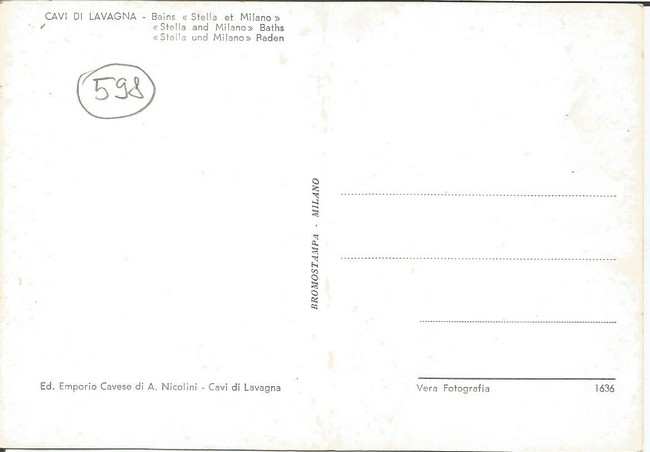 CAVI DI LAVAGNA - Bains « Stella et Milano »
« Stella and Milano » Baths
« Stella und Milano » Baden
598
BROMOSTAMPA - MILANO
Ed. Emporio Cavese di A. Nicolini - Cavi di Lavagna
Vera Fotografia 1636